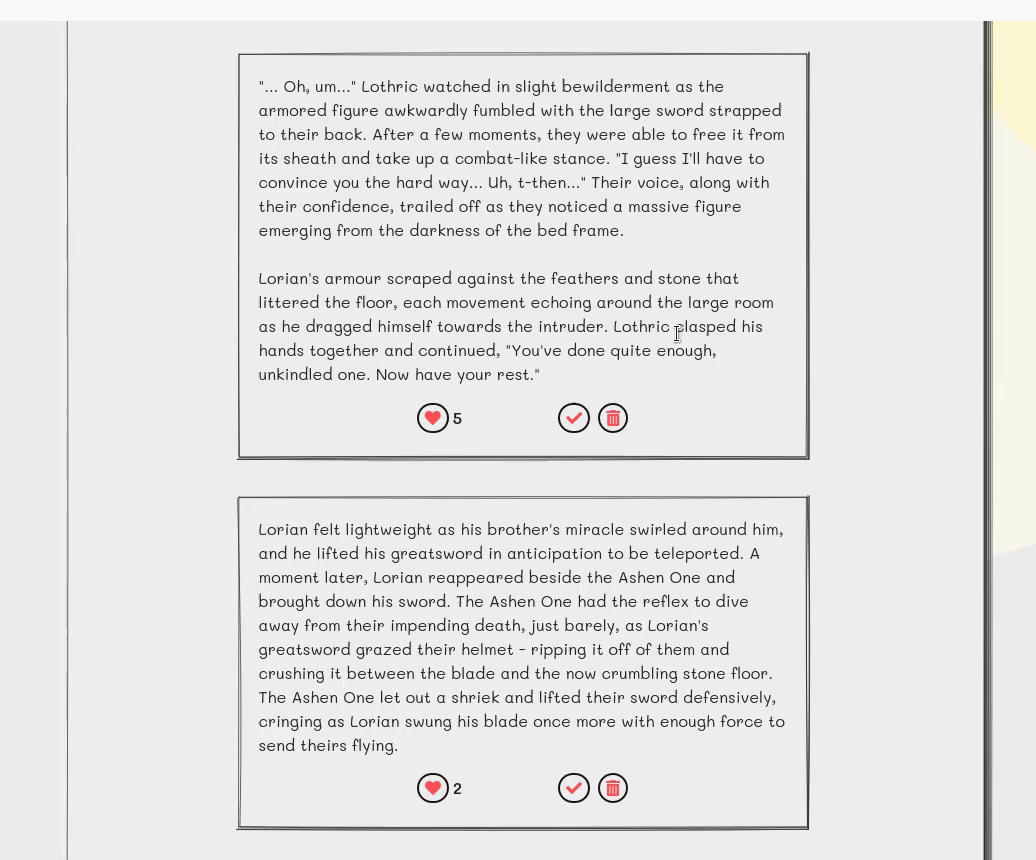 "... Oh, um..." Lothric watched in slight bewilderment as the
armored figure awkwardly fumbled with the large sword strapped
to their back. After a few moments, they were able to free it from
its sheath and take up a combat-like stance. "I guess I'll have to
convince you the hard way... Uh, t-then..." Their voice, along with
their confidence, trailed off as they noticed a massive figure
emerging from the darkness of the bed frame.
Lorian's armour scraped against the feathers and stone that
littered the floor, each movement echoing around the large room
as he dragged himself towards the intruder. Lothric clasped his
hands together and continued, "You've done quite enough,
unkindled one. Now have your rest."
5
Lorian felt lightweight as his brother's miracle swirled around him,
and he lifted his greatsword in anticipation to be teleported. A
moment later, Lorian reappeared beside the Ashen One and
brought down his sword. The Ashen One had the reflex to dive
away from their impending death, just barely, as Lorian's
greatsword grazed their helmet - ripping it off of them and
crushing it between the blade and the now crumbling stone floor.
The Ashen One let out a shriek and lifted their sword defensively,
cringing as Lorian swung his blade once more with enough force to
send theirs flying.
2